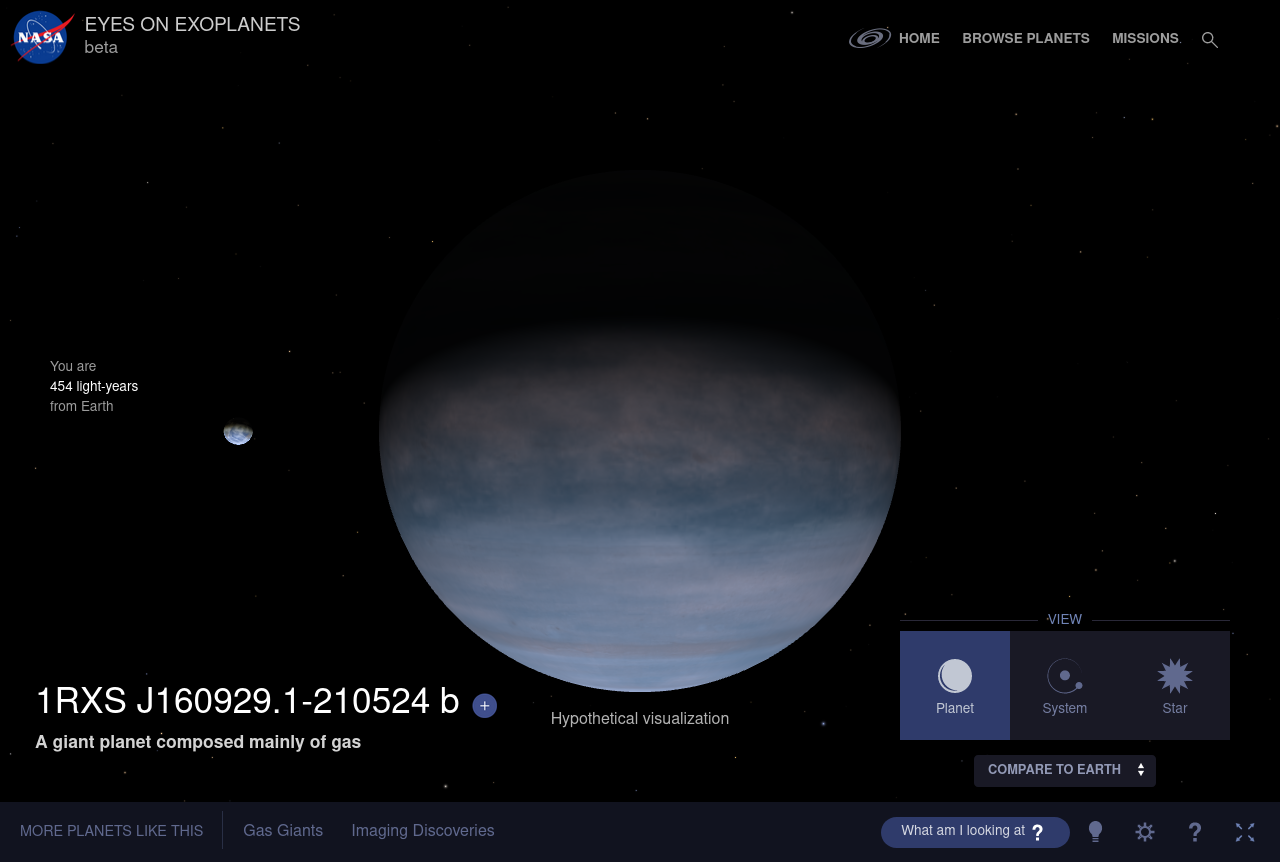 NASA
EYES ON EXOPLANETS
beta
HOME
BROWSE PLANETS
MISSIONS
You are
454 light-years
from Earth
VIEW
Planet
System
Star
1RXS J160929.1-210524 b +
A giant planet composed mainly of gas
Hypothetical visualization
COMPARE TO EARTH
MORE PLANETS LIKE THIS
Gas Giants
Imaging Discoveries
What am I looking at ?
?